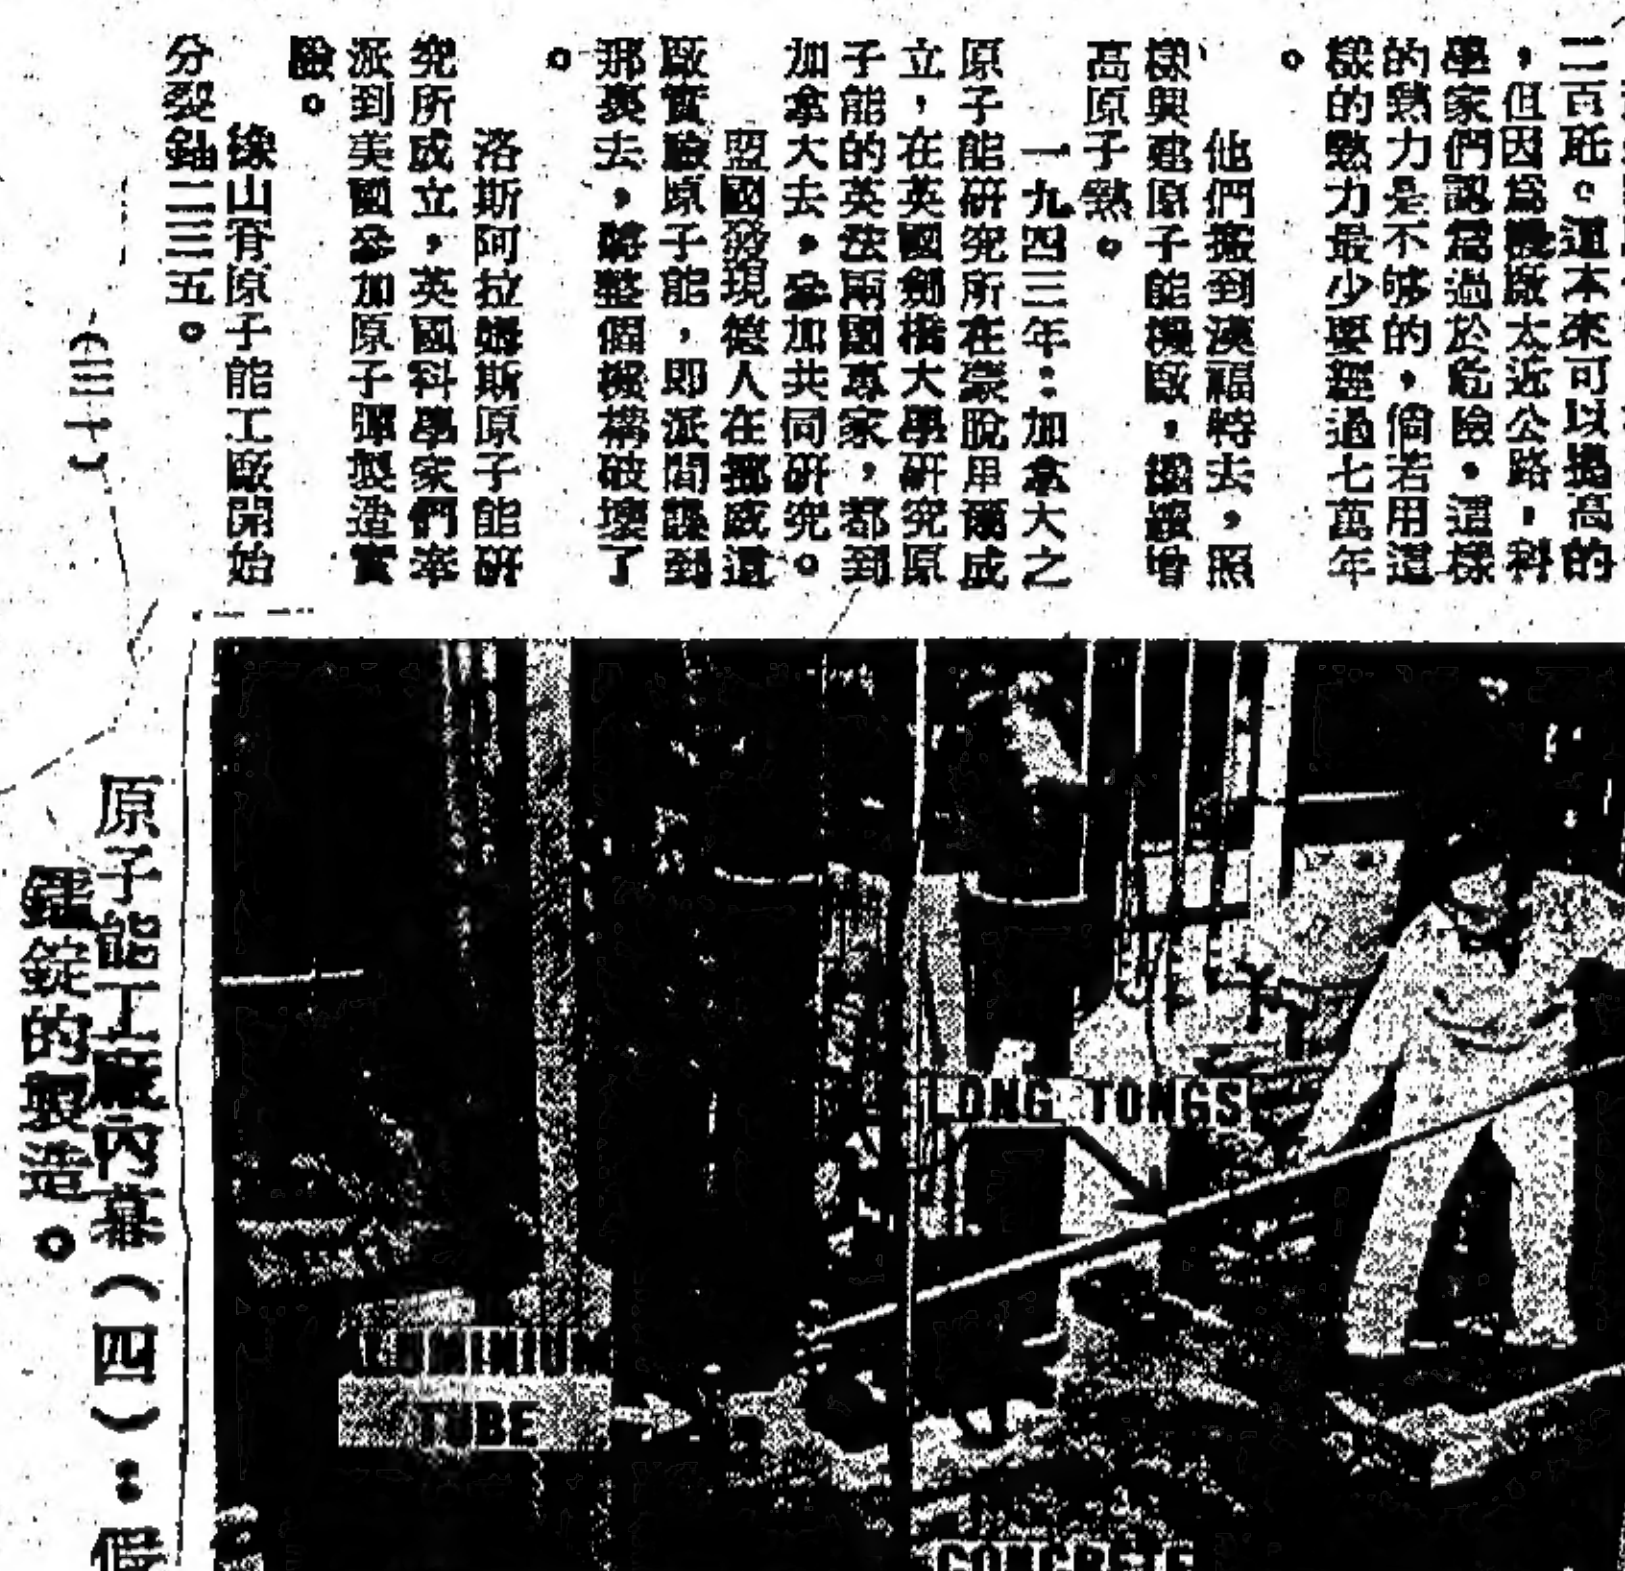 二百瓩。這本來可以提高的
，但因爲機廠太近公路，科
學家們認爲過於危險。這樣
的熱力是不够的，倘若用這
樣的熱力最少要經過七萬年
。
他們搬到漢福特去，照
樣興建原子能機廠，繼續增
高原子熱。
一九四三年：加拿大之
原子能研究所在蒙脫里爾成
立，在英國劍橋大學研究原
子能的英法兩國專家，都到
加拿大去，參加共同研究。
盟國發現德人在挪威這
廠實驗原子能，即派間諜到
那裏去，將整個機構破壞了
。
洛斯阿拉姆斯原子能研
究所成立，英國科學家們率
派到美國參加原子彈製造實
驗。
橡山脊原子能工廠開始
分裂鈾二三五。
（三十）
原子能工廠內幕（四）：假
錠的製造。
LONG TONGS
ALUMINIUM
TUBE
CONCRETE